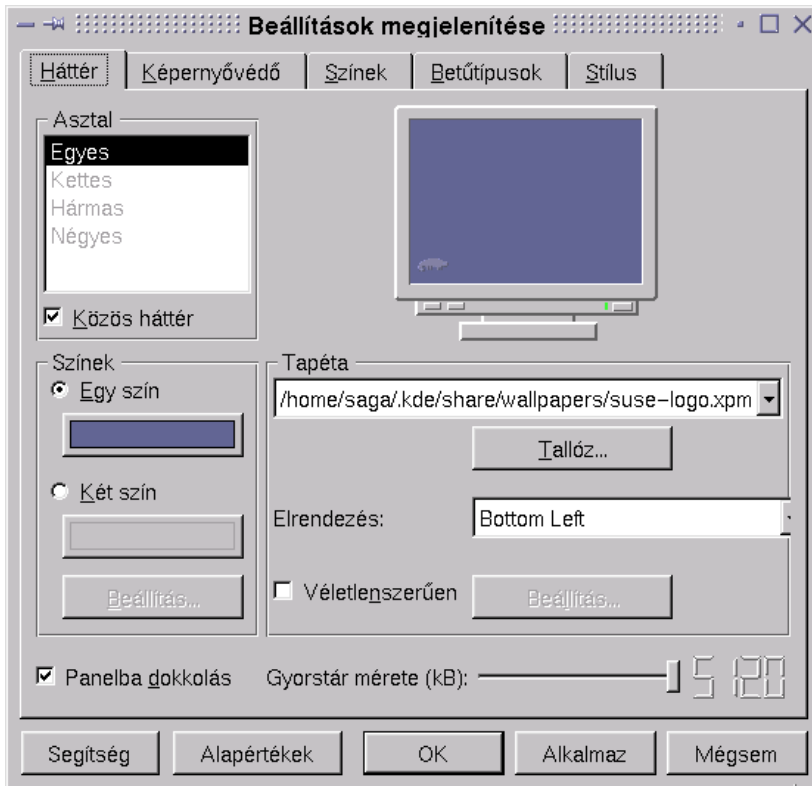 Beállítások megjelenítése
Háttér Képernyővédő Színek Betűtípusok Stílus
Asztal
Egyes
Kettes
Hármas
Négyes
Közös háttér
Színek
Egy szín
Két szín
Beállítás...
Tapéta
/home/saga/.kde/share/wallpapers/suse-logo.xpm
Tallóz...
Elrendezés: Bottom Left
Véletlenszerűen Beállítás...
Panelba dokkolás Gyorstár mérete (kB): 5120
Segítség Alapértékek OK Alkalmaz Mégsem